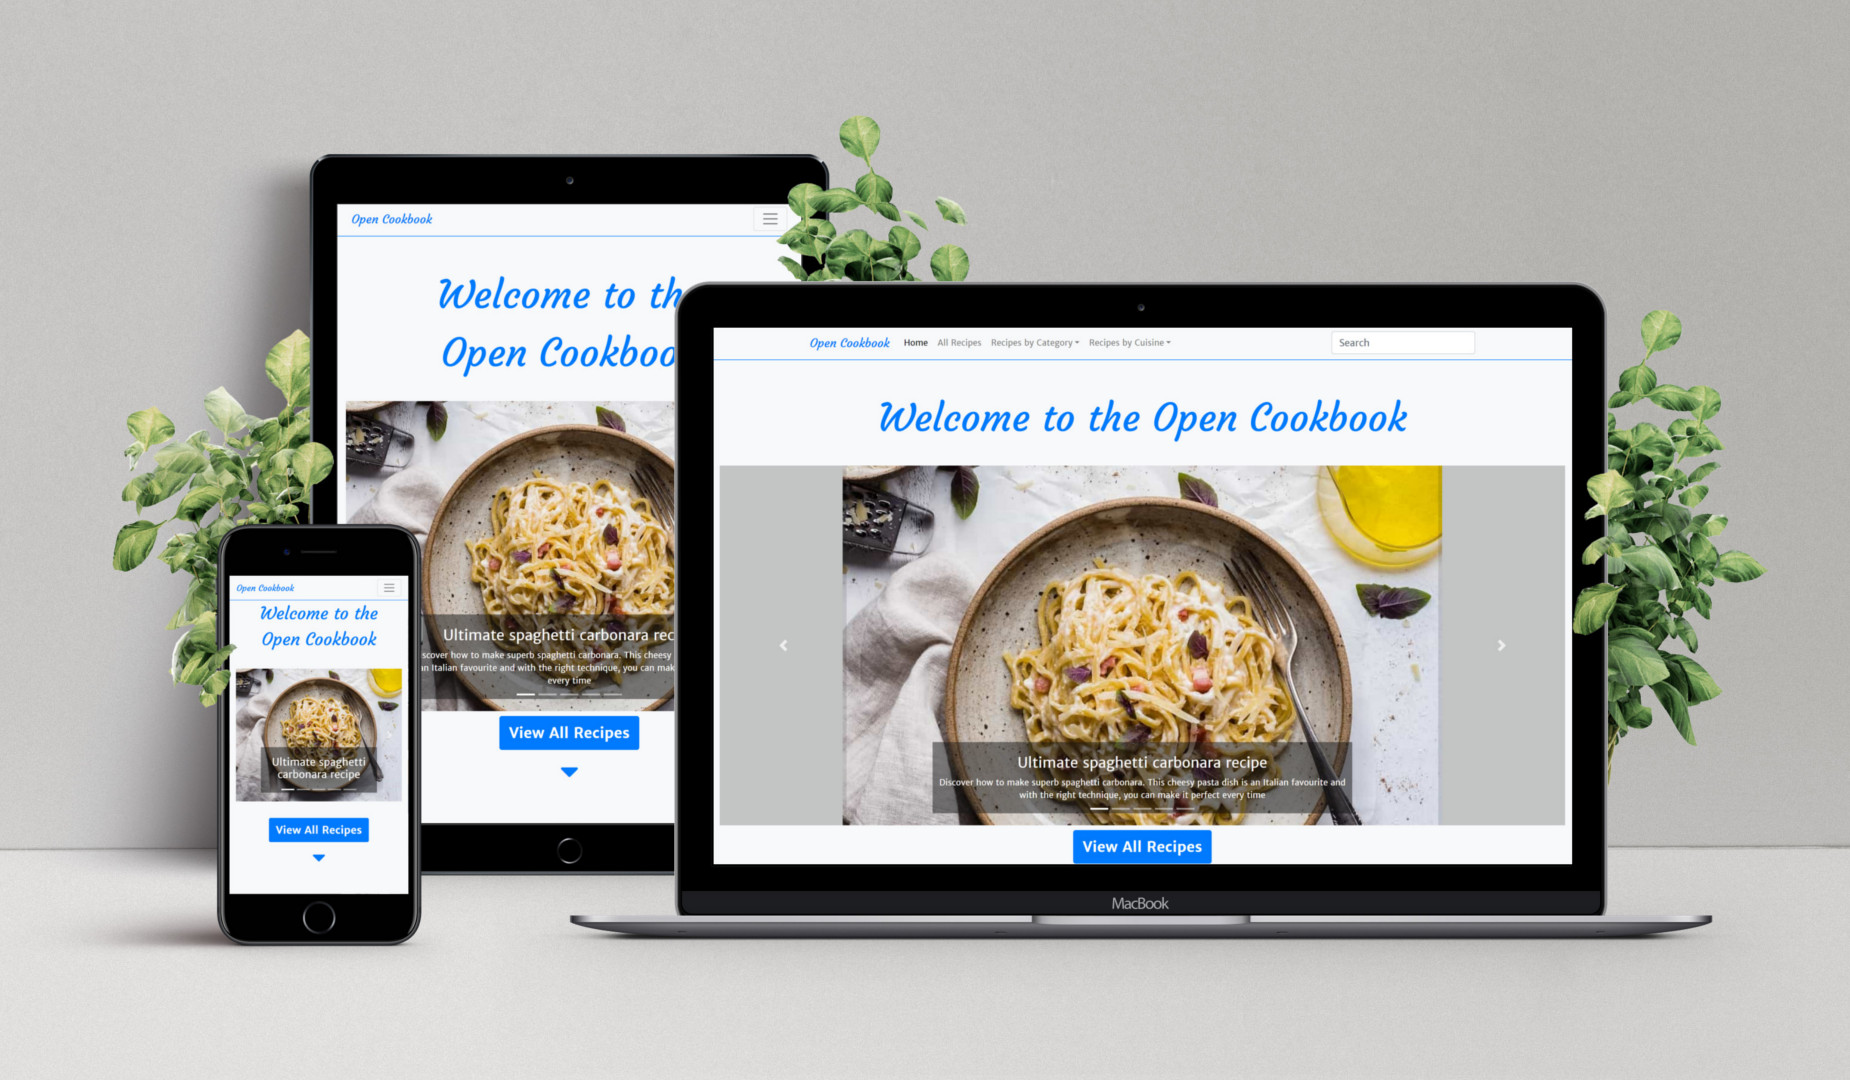 Open Cookbook
Welcome to th
Open Cookboo
Ultimate spaghetti carbonara rec
scover how to make superb spaghetti carbonara. This cheesy
an Italian favourite and with the right technique, you can mak
every time
View All Recipes
Open Cookbook
Welcome to the
Open Cookbook
Ultimate spaghetti
carbonara recipe
View All Recipes
Open Cookbook Home All Recipes Recipes by Category Recipes by Cuisine Search
Welcome to the Open Cookbook
Ultimate spaghetti carbonara recipe
Discover how to make superb spaghetti carbonara. This cheesy pasta dish is an Italian favourite and
with the right technique, you can make it perfect every time
View All Recipes
MacBook